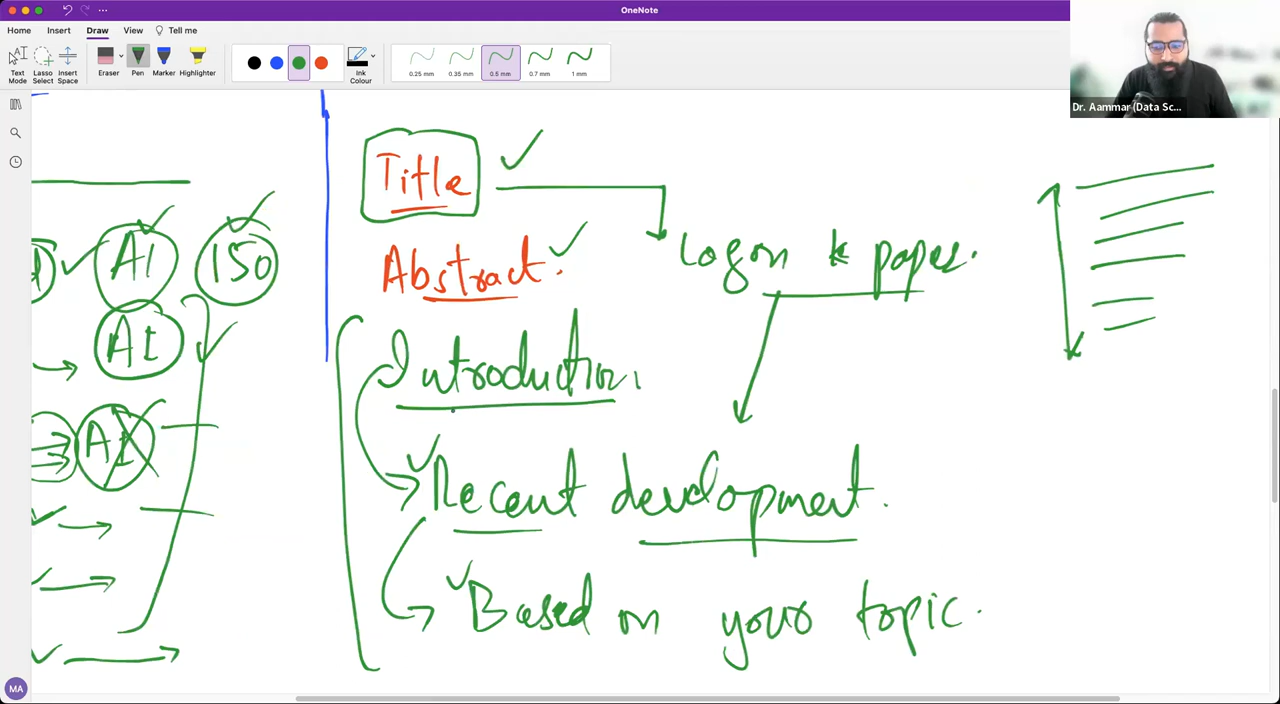 OneNote
Home Insert Draw View Tell me
Text Mode
Lasso Select
Insert Space
Eraser
Pen
Marker
Highlighter
Ink Colour
0.25 mm
0.35 mm
0.5 mm
0.7 mm
1 mm
Dr. Aammar (Data Sc...
Title
Abstract.
Logon k paper.
Introduction.
Recent development.
Based on your topic.
AI 150
AI
AI
MA